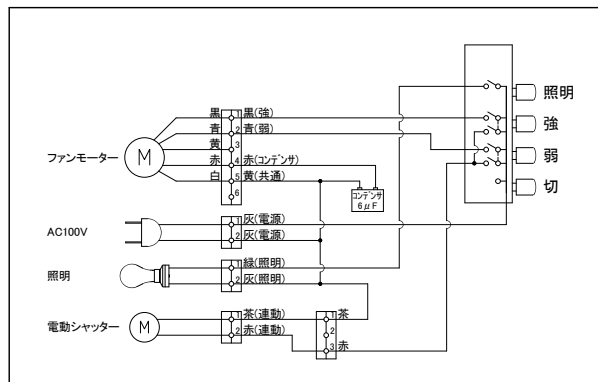 照明
黒 1 黒(強)
強
青 2 青(弱)
黄 3
弱
ファンモーター M 赤 4 赤(コンデンサ)
白 5 黄(共通)
6
コンデンサ
6μF
切
1 灰(電源)
AC100V
2 灰(電源)
1 緑(照明)
照明
2 灰(照明)
1 茶(連動) 1 茶
電動シャッター M
2 赤(連動) 2
3 赤